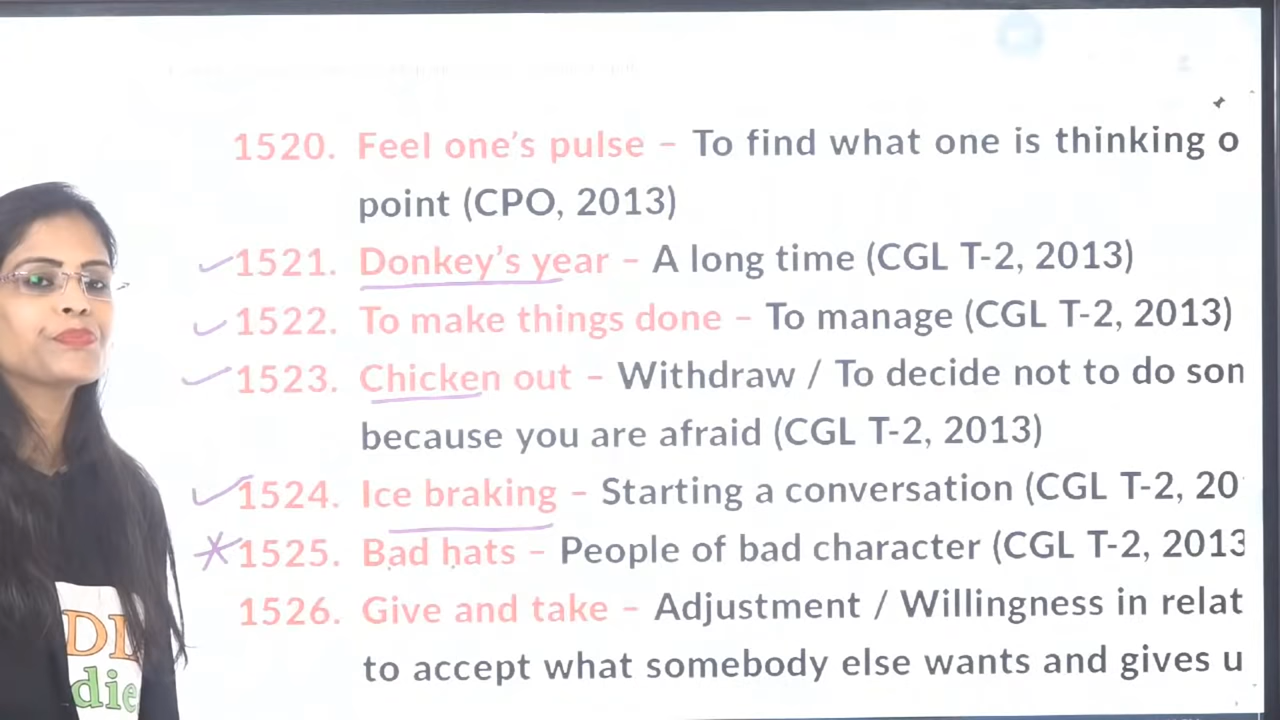 1520. Feel one's pulse – To find what one is thinking o
point (CPO, 2013)
1521. Donkey's year – A long time (CGL T-2, 2013)
1522. To make things done – To manage (CGL T-2, 2013)
1523. Chicken out – Withdraw / To decide not to do som
because you are afraid (CGL T-2, 2013)
1524. Ice braking – Starting a conversation (CGL T-2, 20
1525. Bad hats – People of bad character (CGL T-2, 2013
1526. Give and take – Adjustment / Willingness in relat
to accept what somebody else wants and gives u
DL
die